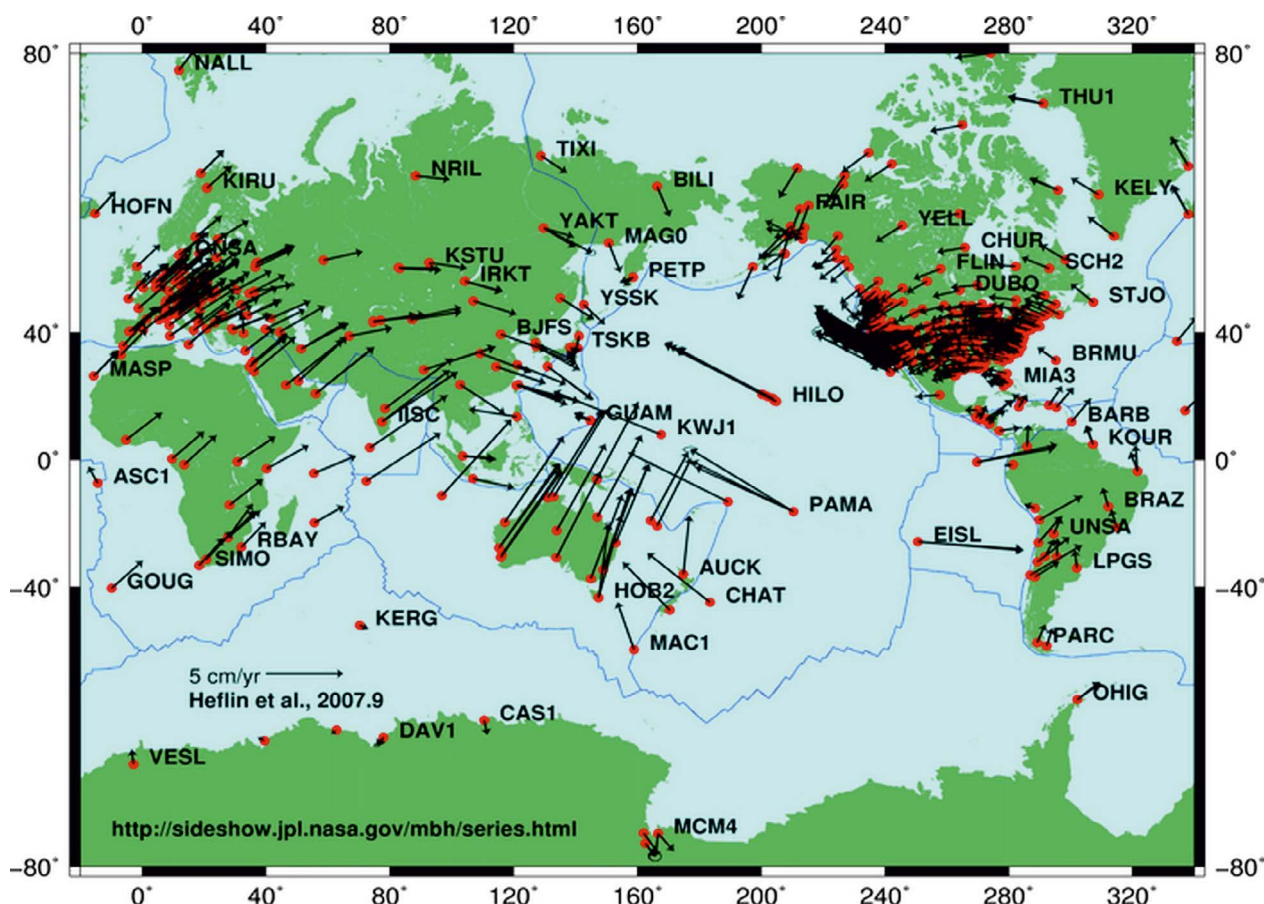 0° 40° 80° 120° 160° 200° 240° 280° 320°
80° 80°
NALL
THU1
TIXI
NRIL
BILI
KIRU
KELY
HOFN
FAIR
YAKT
YELL
MAG0
ONSA
CHUR
KSTU
FLIN
SCH2
IRKT
PETP
DUBO
YSSK
STJO
BJFS
40° 40°
TSKB
BRMU
MASP
MIA3
HILO
IISC
GUAM
BARB
KWJ1
KOUR
0° 0°
ASC1
BRAZ
PAMA
UNSA
EISL
RBAY
SIMO
LPGS
AUCK
GOUG
−40° −40°
HOB2
CHAT
KERG
PARC
MAC1
5 cm/yr
Heflin et al., 2007.9
OHIG
CAS1
DAV1
VESL
http://sideshow.jpl.nasa.gov/mbh/series.html
MCM4
−80° −80°
0° 40° 80° 120° 160° 200° 240° 280° 320°